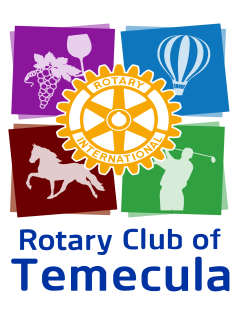 ROTARY
INTERNATIONAL
Rotary Club of
Temecula